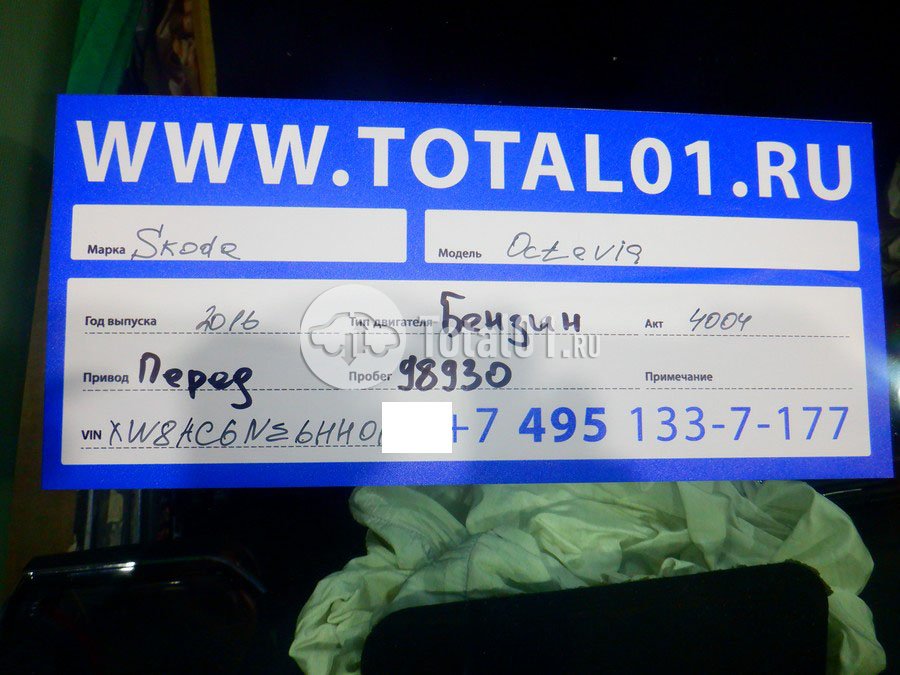 WWW.TOTAL01.RU
Марка Skoda Модель Octavia
Год выпуска 2016 Тип двигателя Бензин Акт 4004
Total01.RU
Привод Перед Пробег 98930 Примечание
VIN XW8AC6NE6HH0 +7 495 133-7-177